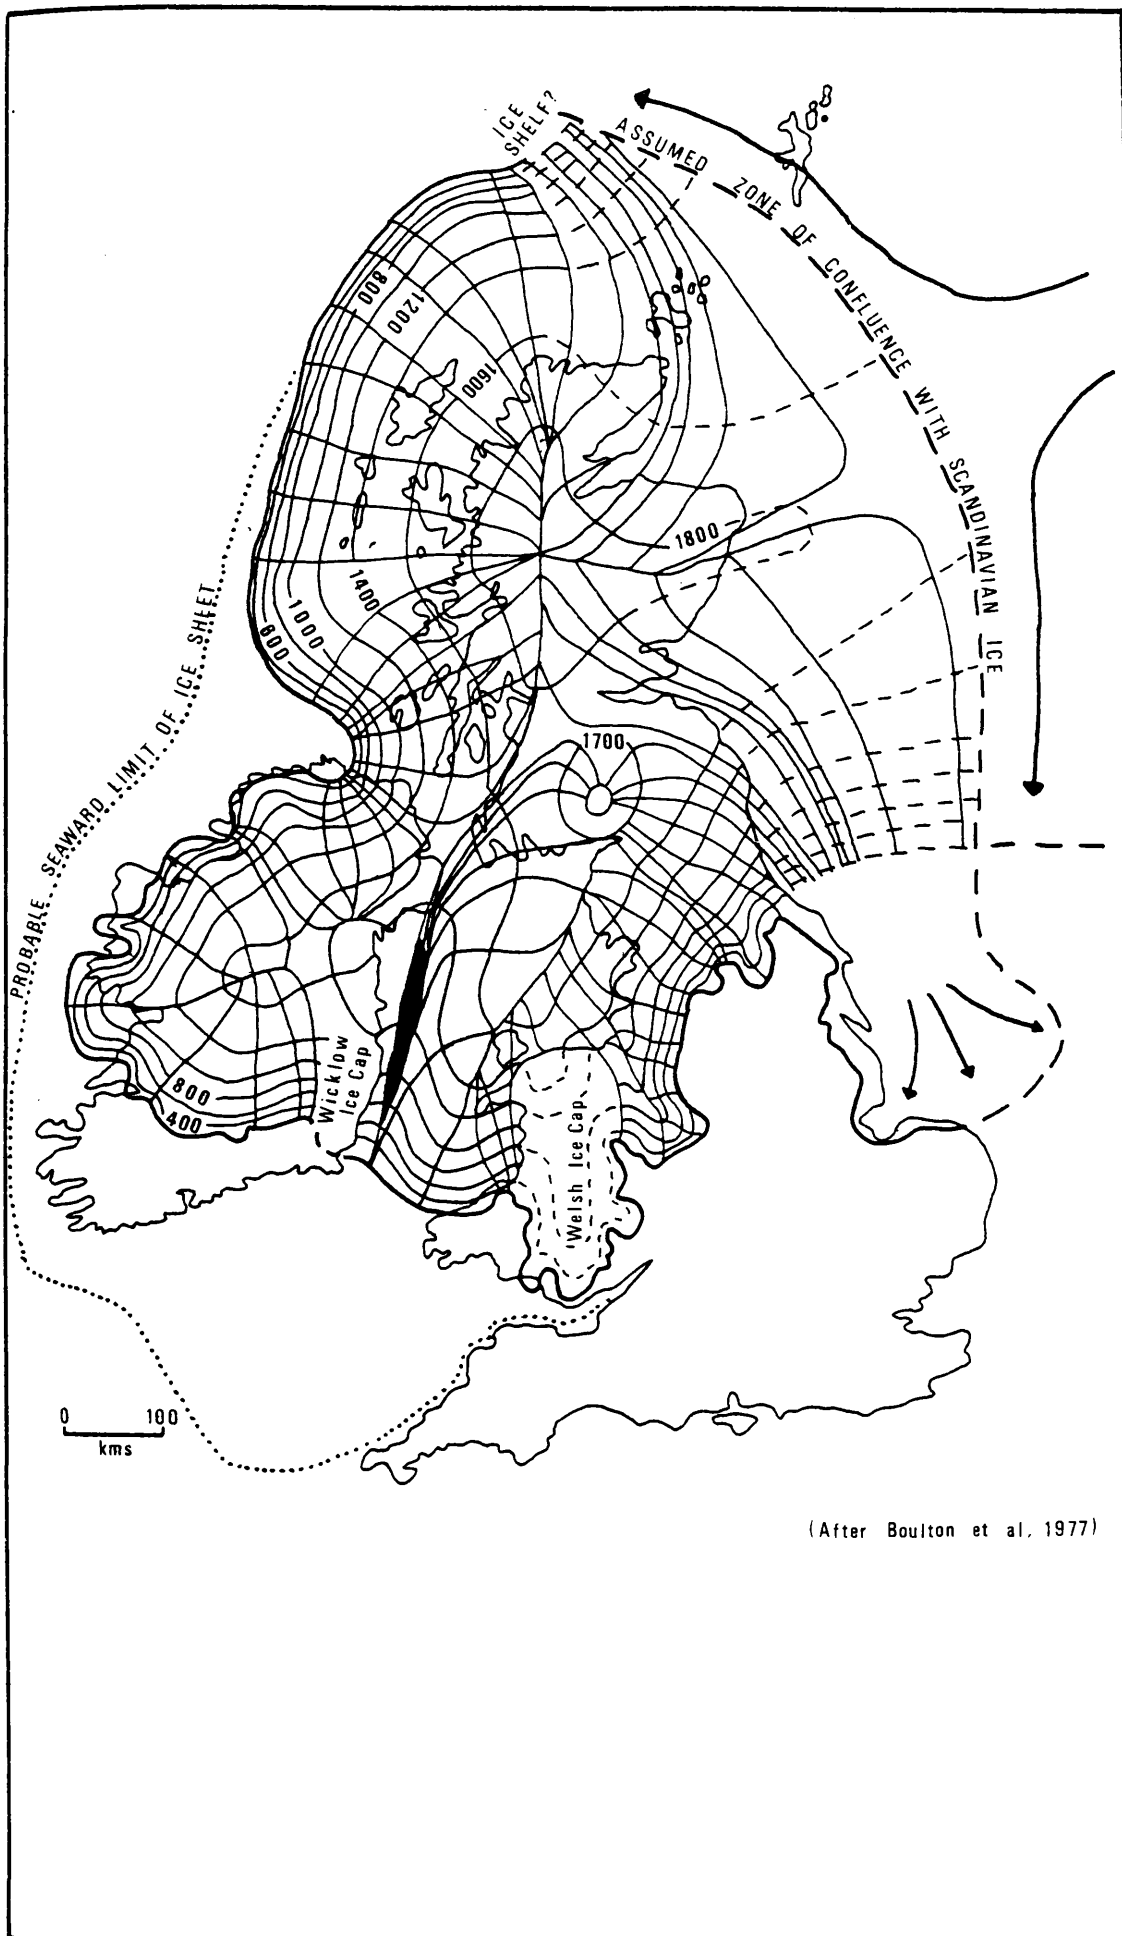 ICE
SHELF?
ASSUMED ZONE OF CONFLUENCE WITH SCANDINAVIAN ICE
800
1200
1600
1800
1400
1000
600
PROBABLE SEAWARD LIMIT OF ICE SHEET
1700
Wicklow
Ice Cap
800
400
Welsh Ice Cap
0 100
kms
(After Boulton et al. 1977)